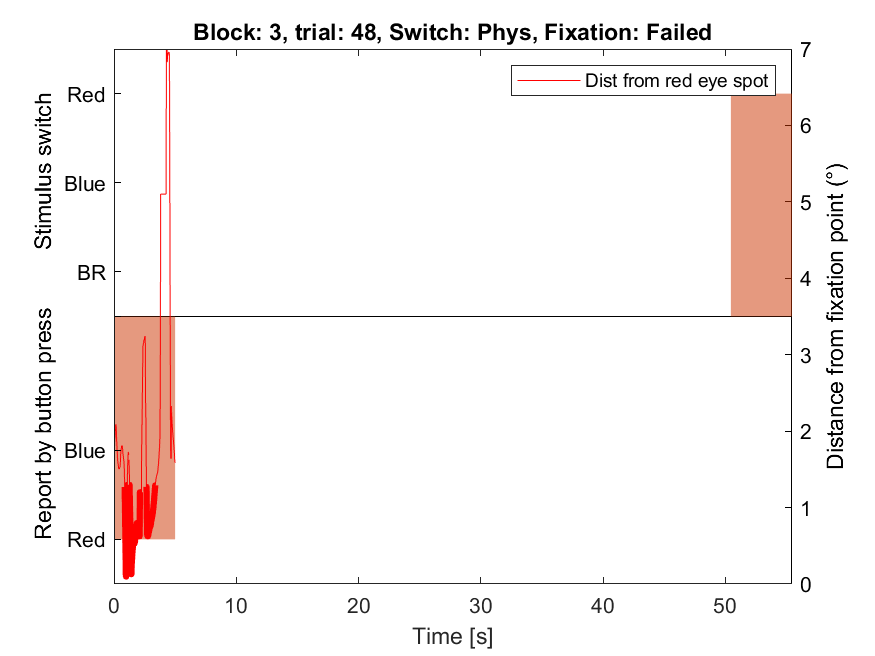 Block: 3, trial: 48, Switch: Phys, Fixation: Failed
Dist from red eye spot
Stimulus switch
Red
Blue
BR
Report by button press
Blue
Red
7
6
5
4
3
2
1
0
Distance from fixation point (°)
0 10 20 30 40 50
Time [s]